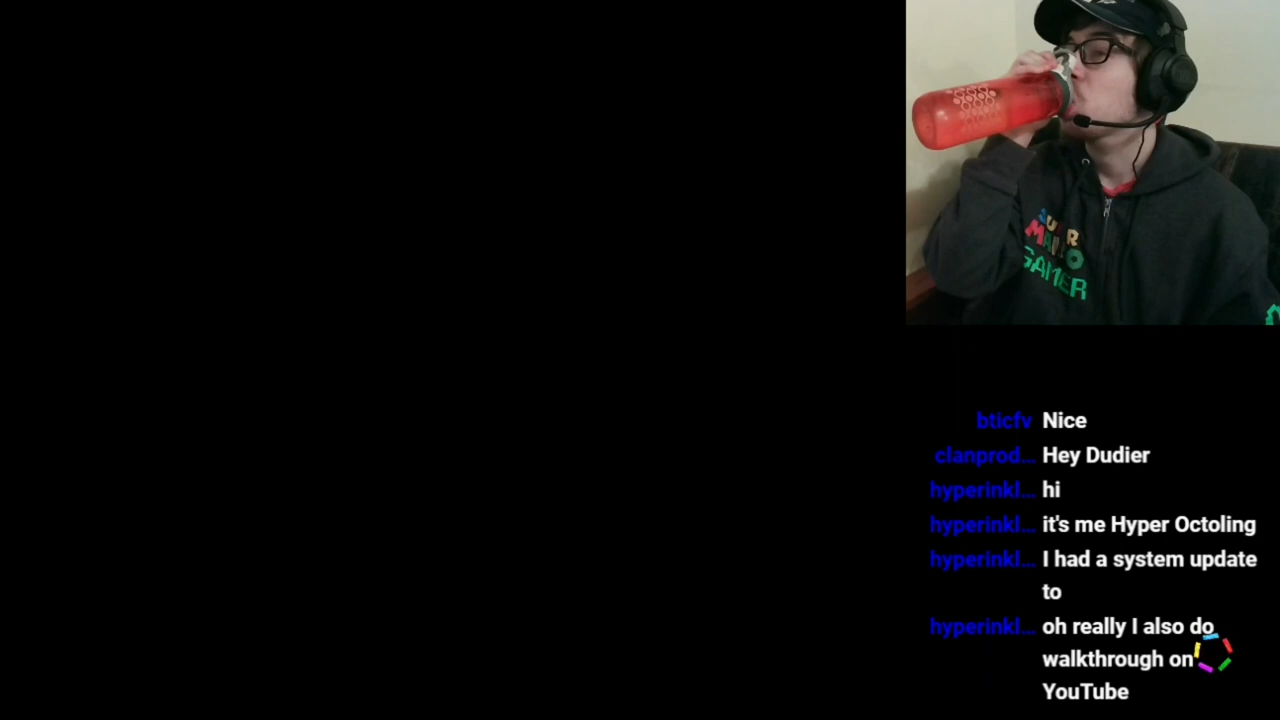 SUPER
MARIO
GAMER
bticfv Nice
clanprod... Hey Dudier
hyperinkl... hi
hyperinkl... it's me Hyper Octoling
hyperinkl... I had a system update
to
hyperinkl... oh really I also do
walkthrough on
YouTube